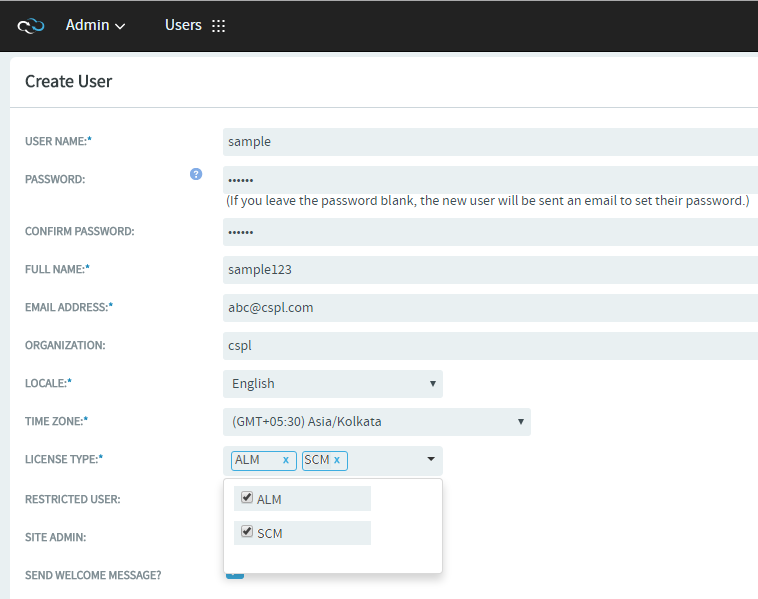 Admin Users
Create User
USER NAME:* sample
PASSWORD: ? ••••••
(If you leave the password blank, the new user will be sent an email to set their password.)
CONFIRM PASSWORD: ••••••
FULL NAME:* sample123
EMAIL ADDRESS:* abc@cspl.com
ORGANIZATION: cspl
LOCALE:* English
TIME ZONE:* (GMT+05:30) Asia/Kolkata
LICENSE TYPE:* ALM x SCM x
RESTRICTED USER: ALM
SITE ADMIN: SCM
SEND WELCOME MESSAGE?